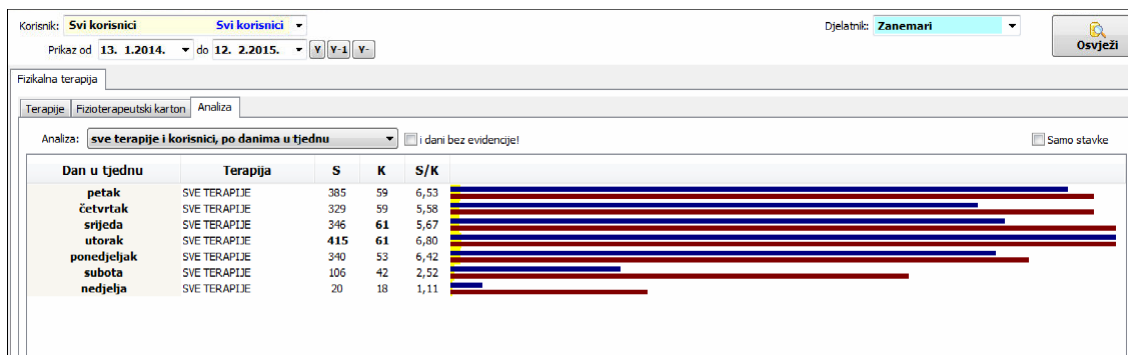 Korisnik: Svi korisnici Svi korisnici Djelatnik: Zanemari
Prikaz od 13. 1.2014. do 12. 2.2015. Y Y-1 Y- Osvježi
Fizikalna terapija
Terapije Fizioterapeutski karton Analiza
Analiza: sve terapije i korisnici, po danima u tjednu i dani bez evidencije! Samo stavke
Dan u tjednu Terapija S K S/K
petak SVE TERAPIJE 385 59 6,53
četvrtak SVE TERAPIJE 329 59 5,58
srijeda SVE TERAPIJE 346 61 5,67
utorak SVE TERAPIJE 415 61 6,80
ponedjeljak SVE TERAPIJE 340 53 6,42
subota SVE TERAPIJE 106 42 2,52
nedjelja SVE TERAPIJE 20 18 1,11